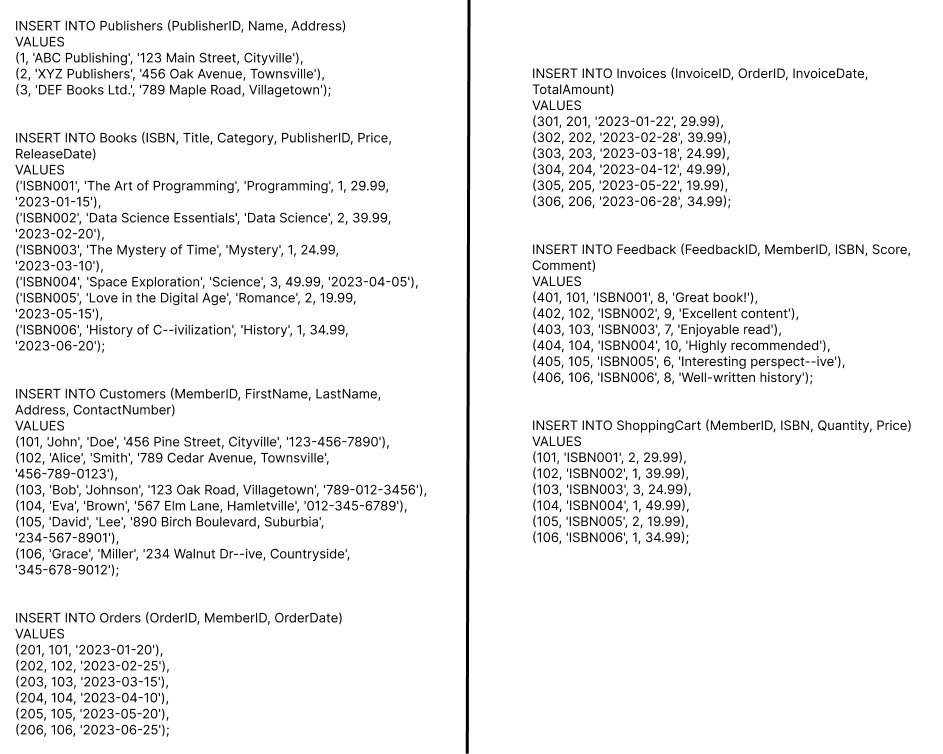 INSERT INTO Publishers (PublisherID, Name, Address)
VALUES
(1, 'ABC Publishing', '123 Main Street, Cityville'),
(2, 'XYZ Publishers', '456 Oak Avenue, Townsville'),
(3, 'DEF Books Ltd.', '789 Maple Road, Villagetown');
INSERT INTO Books (ISBN, Title, Category, PublisherID, Price,
ReleaseDate)
VALUES
('ISBN001', 'The Art of Programming', 'Programming', 1, 29.99,
'2023-01-15'),
('ISBN002', 'Data Science Essentials', 'Data Science', 2, 39.99,
'2023-02-20'),
('ISBN003', 'The Mystery of Time', 'Mystery', 1, 24.99,
'2023-03-10'),
('ISBN004', 'Space Exploration', 'Science', 3, 49.99, '2023-04-05'),
('ISBN005', 'Love in the Digital Age', 'Romance', 2, 19.99,
'2023-05-15'),
('ISBN006', 'History of C--ivilization', 'History', 1, 34.99,
'2023-06-20');
INSERT INTO Customers (MemberID, FirstName, LastName,
Address, ContactNumber)
VALUES
(101, 'John', 'Doe', '456 Pine Street, Cityville', '123-456-7890'),
(102, 'Alice', 'Smith', '789 Cedar Avenue, Townsville',
'456-789-0123'),
(103, 'Bob', 'Johnson', '123 Oak Road, Villagetown', '789-012-3456'),
(104, 'Eva', 'Brown', '567 Elm Lane, Hamletville', '012-345-6789'),
(105, 'David', 'Lee', '890 Birch Boulevard, Suburbia',
'234-567-8901'),
(106, 'Grace', 'Miller', '234 Walnut Dr--ive, Countryside',
'345-678-9012');
INSERT INTO Orders (OrderID, MemberID, OrderDate)
VALUES
(201, 101, '2023-01-20'),
(202, 102, '2023-02-25'),
(203, 103, '2023-03-15'),
(204, 104, '2023-04-10'),
(205, 105, '2023-05-20'),
(206, 106, '2023-06-25');
INSERT INTO Invoices (InvoiceID, OrderID, InvoiceDate,
TotalAmount)
VALUES
(301, 201, '2023-01-22', 29.99),
(302, 202, '2023-02-28', 39.99),
(303, 203, '2023-03-18', 24.99),
(304, 204, '2023-04-12', 49.99),
(305, 205, '2023-05-22', 19.99),
(306, 206, '2023-06-28', 34.99);
INSERT INTO Feedback (FeedbackID, MemberID, ISBN, Score,
Comment)
VALUES
(401, 101, 'ISBN001', 8, 'Great book!'),
(402, 102, 'ISBN002', 9, 'Excellent content'),
(403, 103, 'ISBN003', 7, 'Enjoyable read'),
(404, 104, 'ISBN004', 10, 'Highly recommended'),
(405, 105, 'ISBN005', 6, 'Interesting perspect--ive'),
(406, 106, 'ISBN006', 8, 'Well-written history');
INSERT INTO ShoppingCart (MemberID, ISBN, Quantity, Price)
VALUES
(101, 'ISBN001', 2, 29.99),
(102, 'ISBN002', 1, 39.99),
(103, 'ISBN003', 3, 24.99),
(104, 'ISBN004', 1, 49.99),
(105, 'ISBN005', 2, 19.99),
(106, 'ISBN006', 1, 34.99);